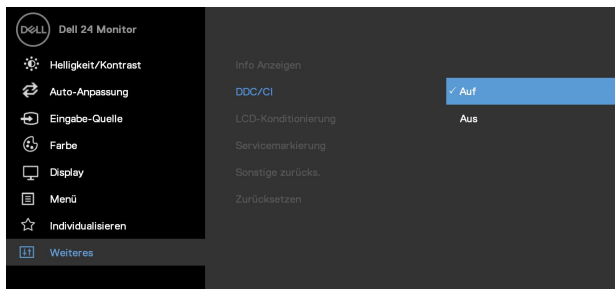 DELL Dell 24 Monitor
Helligkeit/Kontrast
Auto-Anpassung
Eingabe-Quelle
Farbe
Display
Menü
Individualisieren
Weiteres
Info Anzeigen
DDC/CI
LCD-Konditionierung
Servicemarkierung
Sonstige zurücks.
Zurücksetzen
✓ Auf
Aus